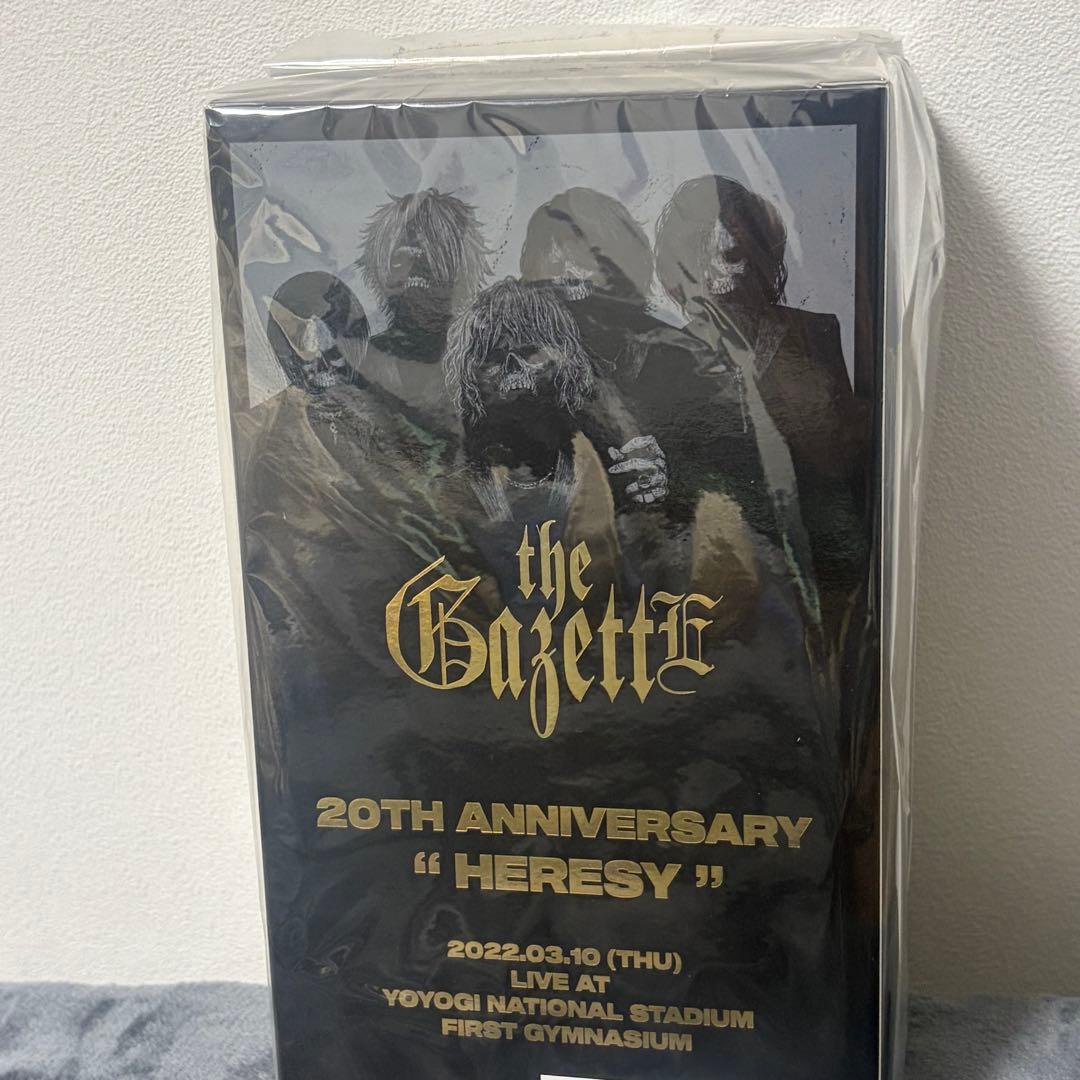 the
GazettE
20TH ANNIVERSARY
“ HERESY ”
2022.03.10 (THU)
LIVE AT
YOYOGI NATIONAL STADIUM
FIRST GYMNASIUM